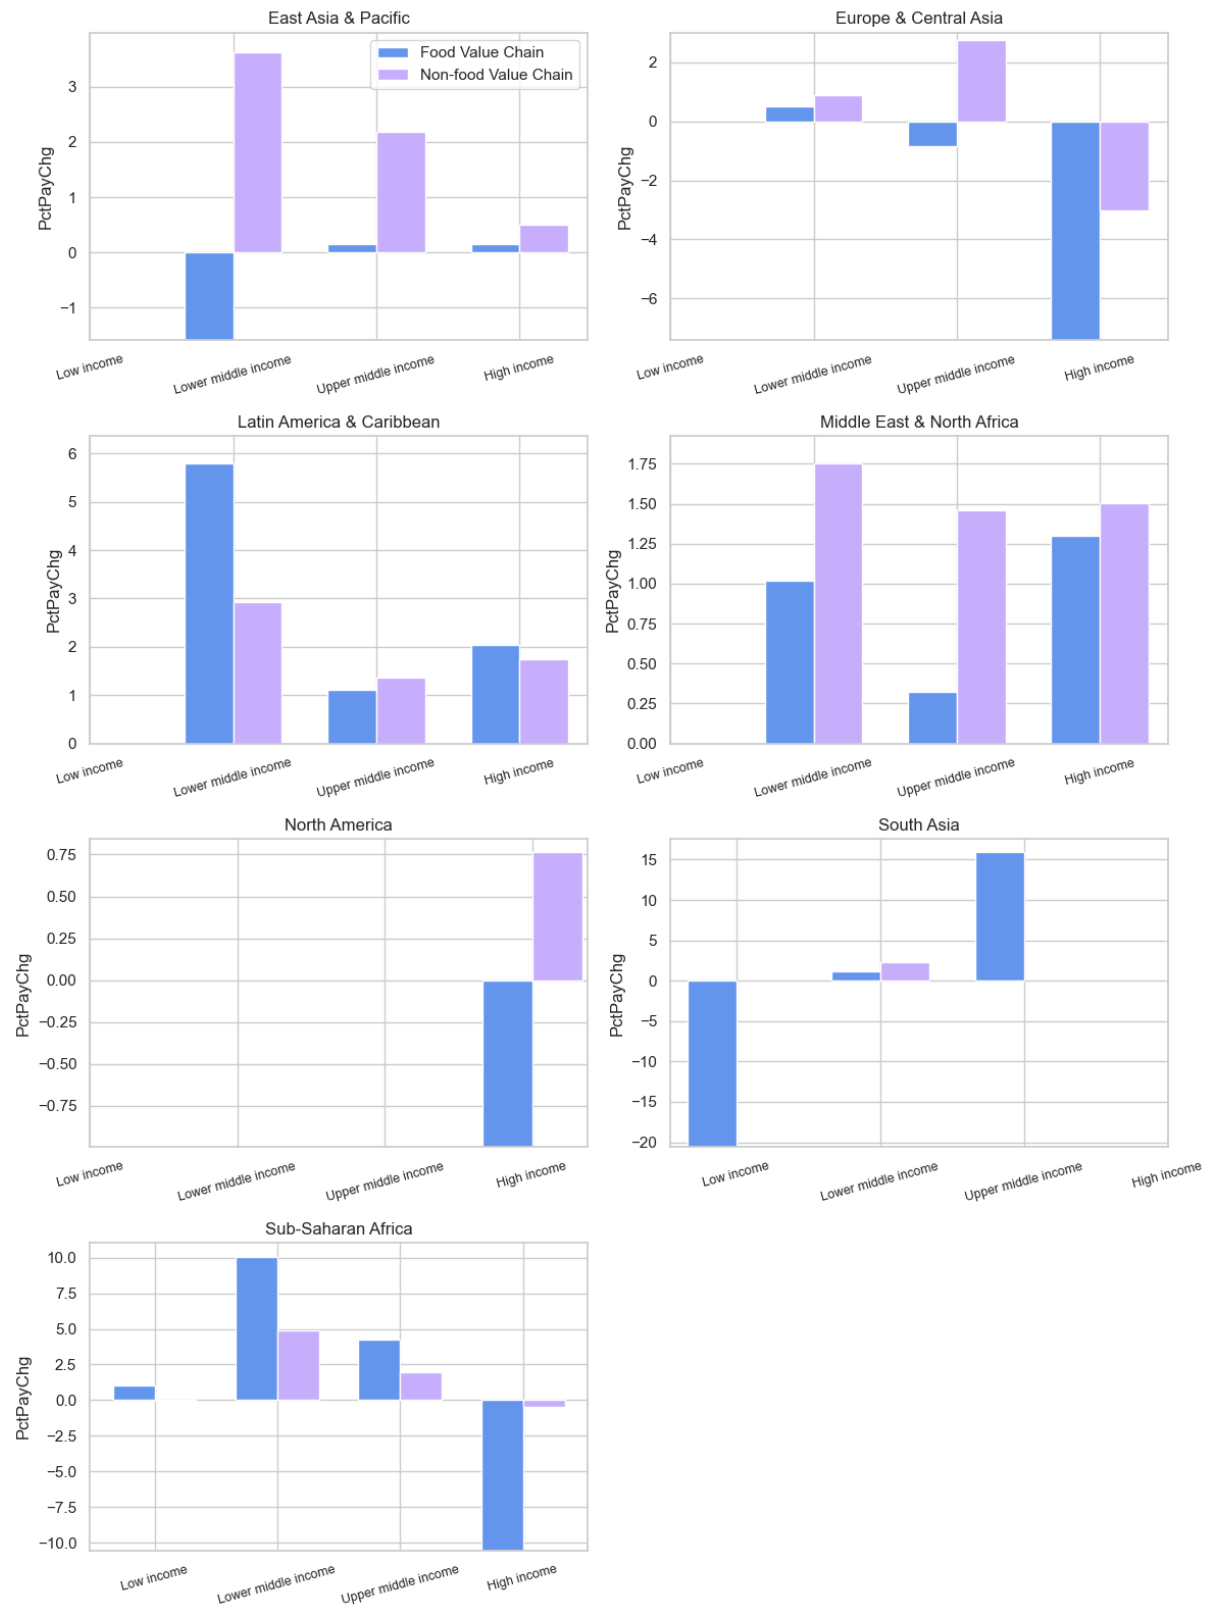 East Asia & Pacific
Food Value Chain
Non-food Value Chain
PctPayChg
3
2
1
0
−1
Low income
Lower middle income
Upper middle income
High income
Europe & Central Asia
PctPayChg
2
0
−2
−4
−6
Low income
Lower middle income
Upper middle income
High income
Latin America & Caribbean
PctPayChg
6
5
4
3
2
1
0
Low income
Lower middle income
Upper middle income
High income
Middle East & North Africa
PctPayChg
1.75
1.50
1.25
1.00
0.75
0.50
0.25
0.00
Low income
Lower middle income
Upper middle income
High income
North America
PctPayChg
0.75
0.50
0.25
0.00
−0.25
−0.50
−0.75
Low income
Lower middle income
Upper middle income
High income
South Asia
PctPayChg
15
10
5
0
−5
−10
−15
−20
Low income
Lower middle income
Upper middle income
High income
Sub-Saharan Africa
PctPayChg
10.0
7.5
5.0
2.5
0.0
−2.5
−5.0
−7.5
−10.0
Low income
Lower middle income
Upper middle income
High income